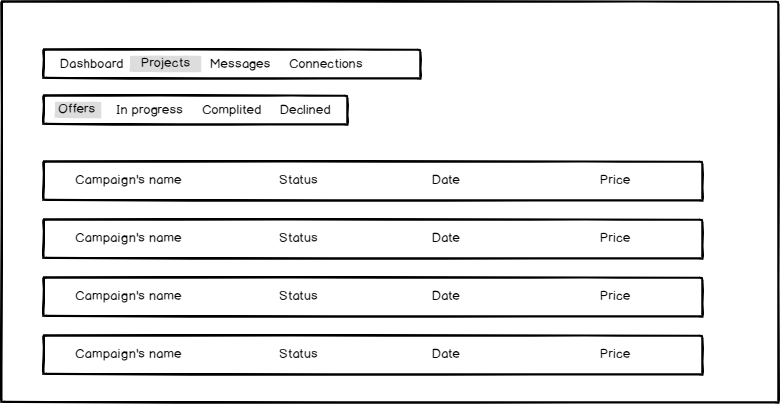 Dashboard Projects Messages Connections
Offers In progress Complited Declined
Campaign's name Status Date Price
Campaign's name Status Date Price
Campaign's name Status Date Price
Campaign's name Status Date Price